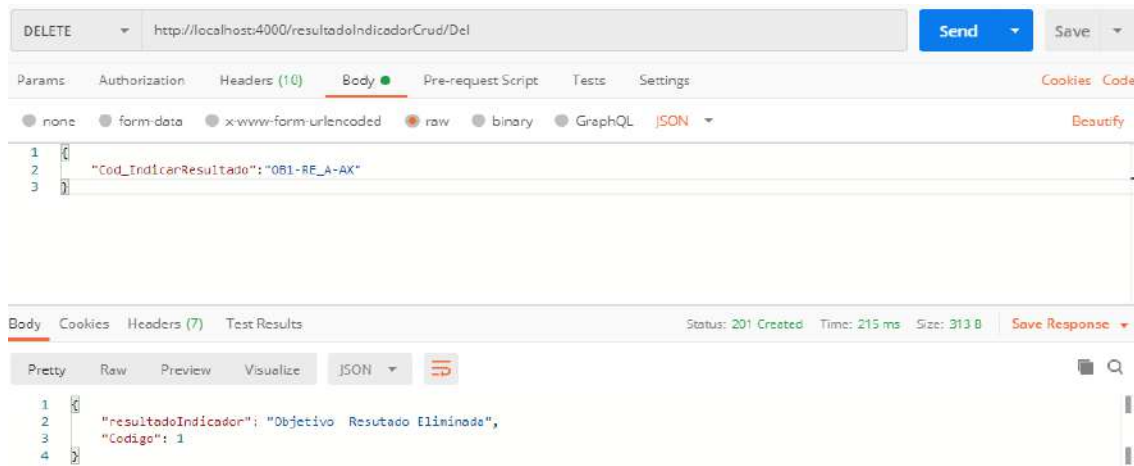 DELETE http://localhost:4000/resultadoIndicadorCrud/Del Send Save
Params Authorization Headers (10) Body Pre-request Script Tests Settings Cookies Code
none form-data x-www-form-urlencoded raw binary GraphQL JSON Beautify
1 {
2 "Cod_IndicarResultado":"OB1-RE_A-AX"
3 }
Body Cookies Headers (7) Test Results Status: 201 Created Time: 215 ms Size: 313 B Save Response
Pretty Raw Preview Visualize JSON
1 {
2 "resultadoIndicador": "Objetivo  Resutado Eliminada",
3 "Codigo": 1
4 }